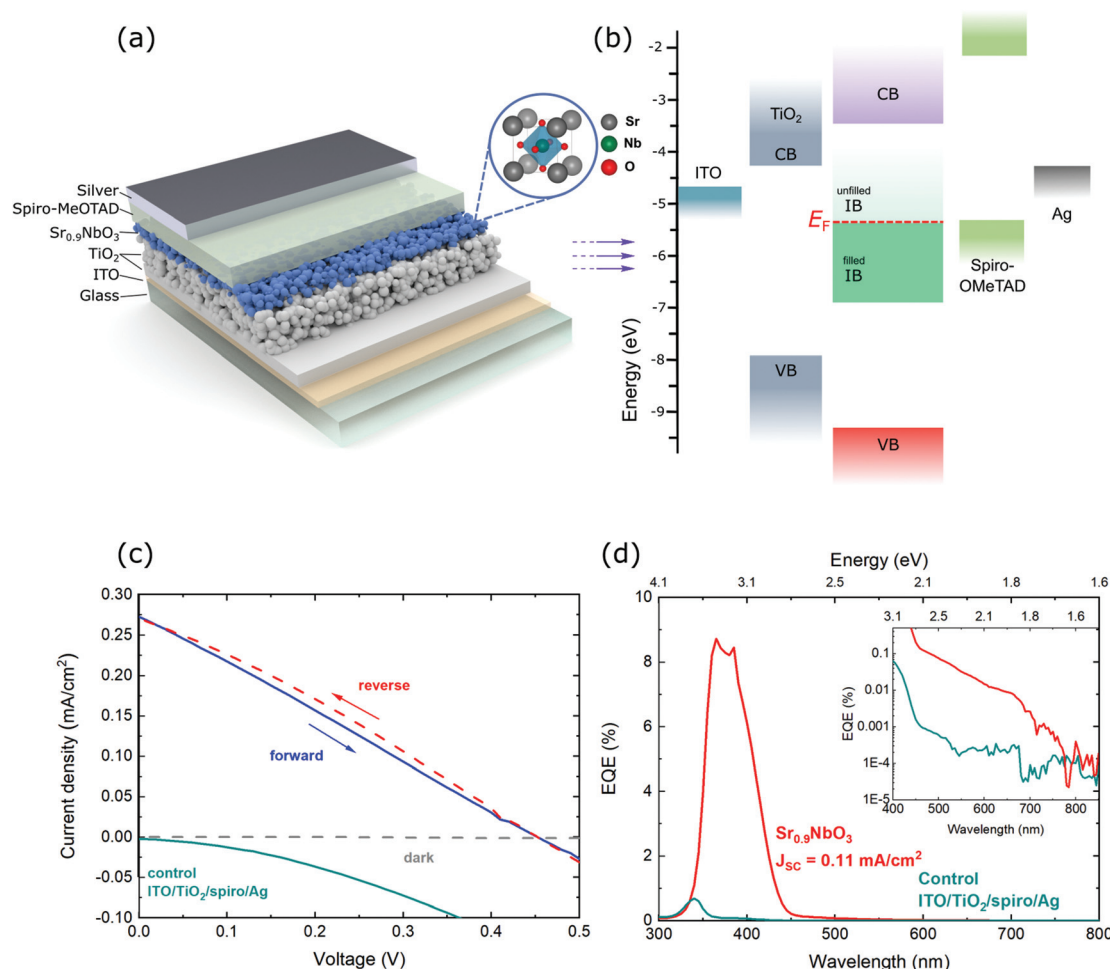 (a)
Sr
Nb
O
Silver
Spiro-MeOTAD
Sr0.9NbO3
TiO2
ITO
Glass
(b)
-2
-3
-4
-5
-6
-7
-8
-9
Energy (eV)
ITO
TiO2
CB
VB
CB
unfilled
IB
EF
filled
IB
VB
Spiro-
OMeTAD
Ag
(c)
0.30
0.25
0.20
0.15
0.10
0.05
0.00
-0.05
-0.10
Current density (mA/cm2)
reverse
forward
dark
control
ITO/TiO2/spiro/Ag
0.0 0.1 0.2 0.3 0.4 0.5
Voltage (V)
(d)
Energy (eV)
4.1 3.1 2.5 2.1 1.8 1.6
10
8
6
4
2
0
EQE (%)
3.1 2.5 2.1 1.8 1.6
0.1
0.01
0.001
1E-4
1E-5
EQE (%)
400 500 600 700 800
Wavelength (nm)
Sr0.9NbO3
JSC = 0.11 mA/cm2
Control
ITO/TiO2/spiro/Ag
300 400 500 600 700 800
Wavelength (nm)